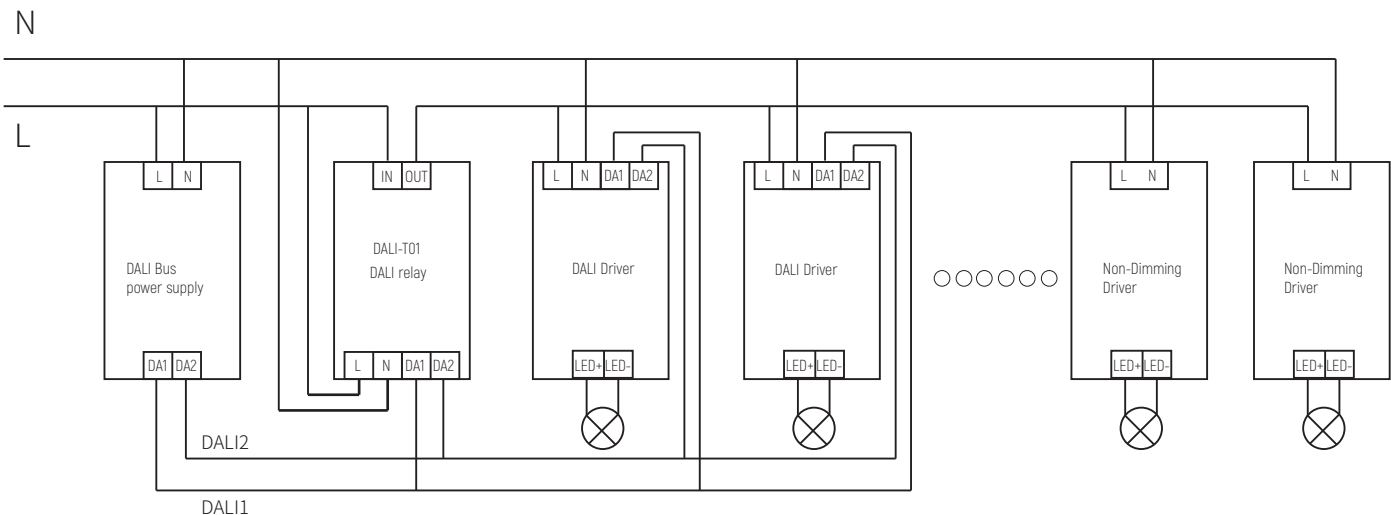 N
L
L N
IN OUT
L N DA1 DA2
L N DA1 DA2
L N
L N
DALI Bus
power supply
DALI-T01
DALI relay
DALI Driver
DALI Driver
Non-Dimming
Driver
Non-Dimming
Driver
DA1 DA2
L N DA1 DA2
LED+ LED-
LED+ LED-
LED+ LED-
LED+ LED-
DALI2
DALI1